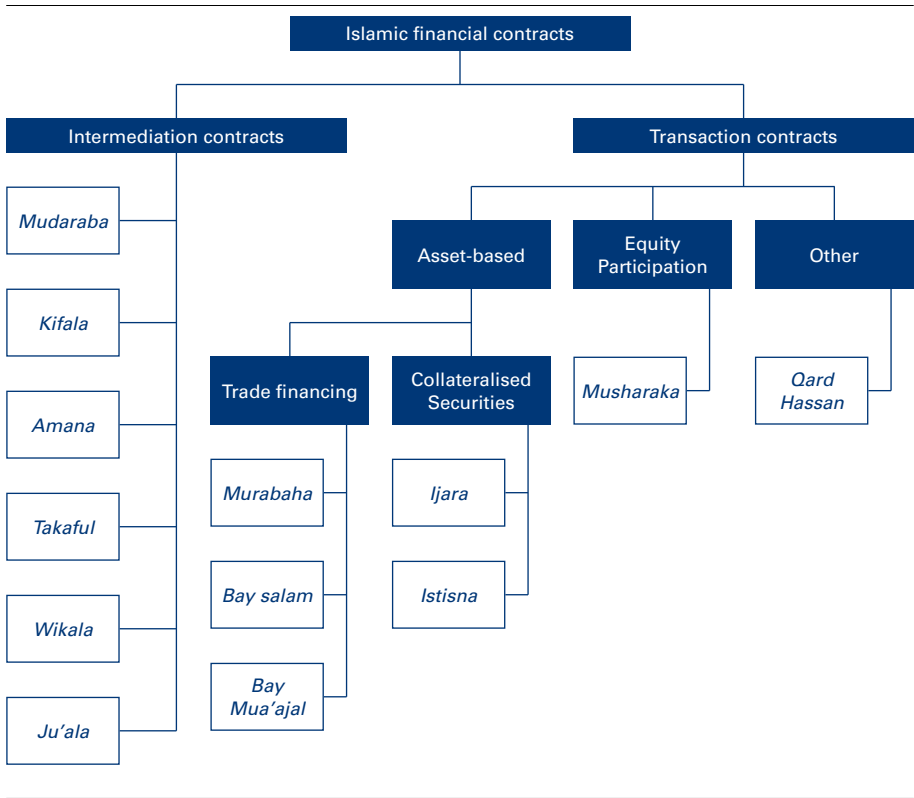 Islamic financial contracts
Intermediation contracts
Transaction contracts
Mudaraba
Asset-based
Equity
Participation
Other
Kifala
Trade financing
Collateralised
Securities
Musharaka
Qard
Hassan
Amana
Murabaha
Ijara
Takaful
Bay salam
Istisna
Wikala
Bay
Mua’ajal
Ju’ala